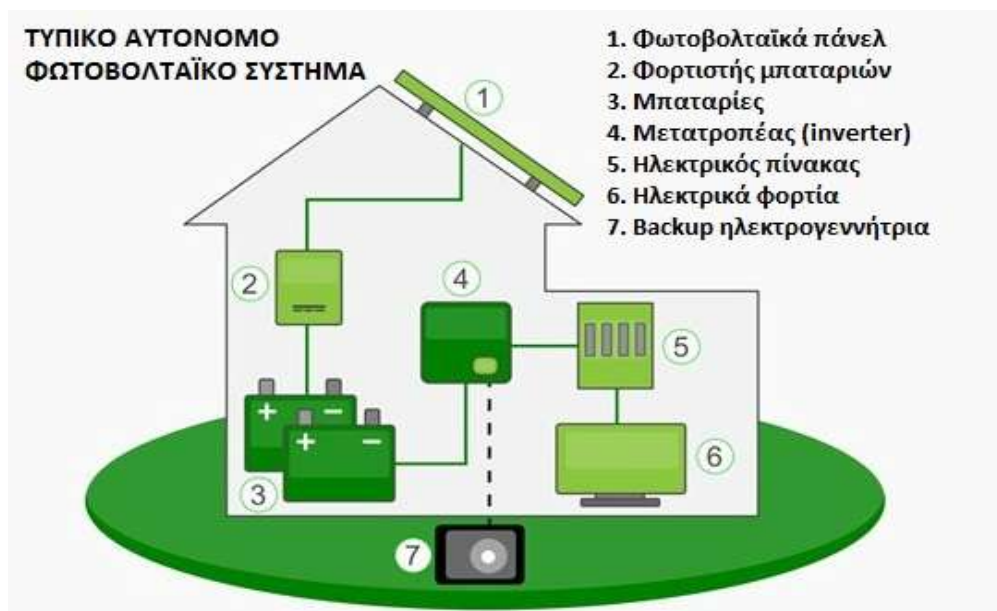 ΤΥΠΙΚΟ ΑΥΤΟΝΟΜΟ
ΦΩΤΟΒΟΛΤΑΪΚΟ ΣΥΣΤΗΜΑ
1. Φωτοβολταϊκά πάνελ
2. Φορτιστής μπαταριών
3. Μπαταρίες
4. Μετατροπέας (inverter)
5. Ηλεκτρικός πίνακας
6. Ηλεκτρικά φορτία
7. Backup ηλεκτρογεννήτρια
1
2
4
5
+ -
+ -
3
6
7